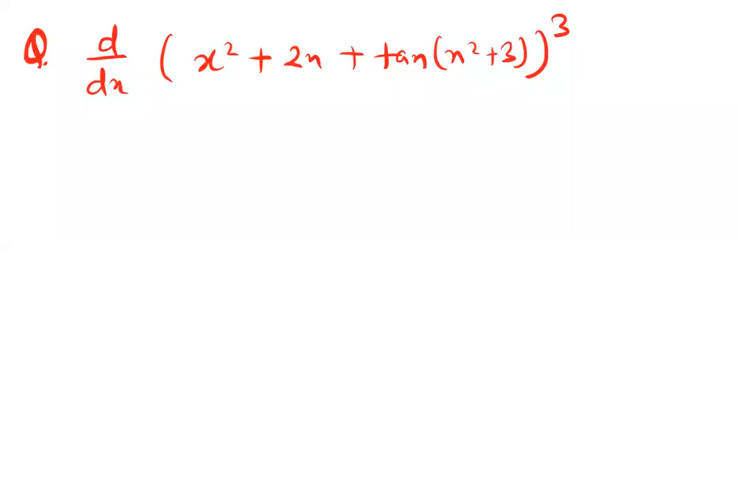 Q. d/dx (x² + 2x + tan(x²+3))³